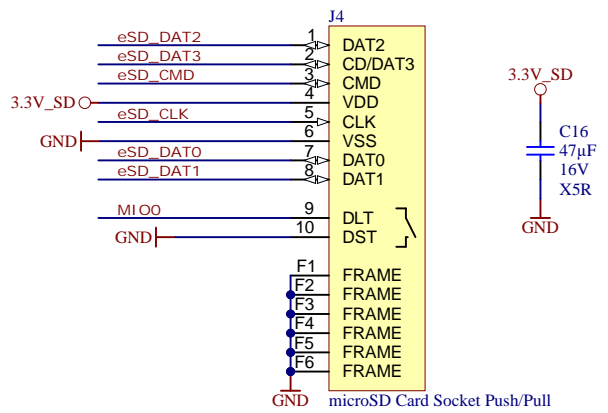 J4
eSD_DAT2 1 DAT2
eSD_DAT3 2 CD/DAT3
eSD_CMD 3 CMD
3.3V_SD 4 VDD
eSD_CLK 5 CLK
GND 6 VSS
eSD_DAT0 7 DAT0
eSD_DAT1 8 DAT1
MIO0 9 DLT
GND 10 DST
F1 FRAME
F2 FRAME
F3 FRAME
F4 FRAME
F5 FRAME
F6 FRAME
GND microSD Card Socket Push/Pull
3.3V_SD
C16
47µF
16V
X5R
GND